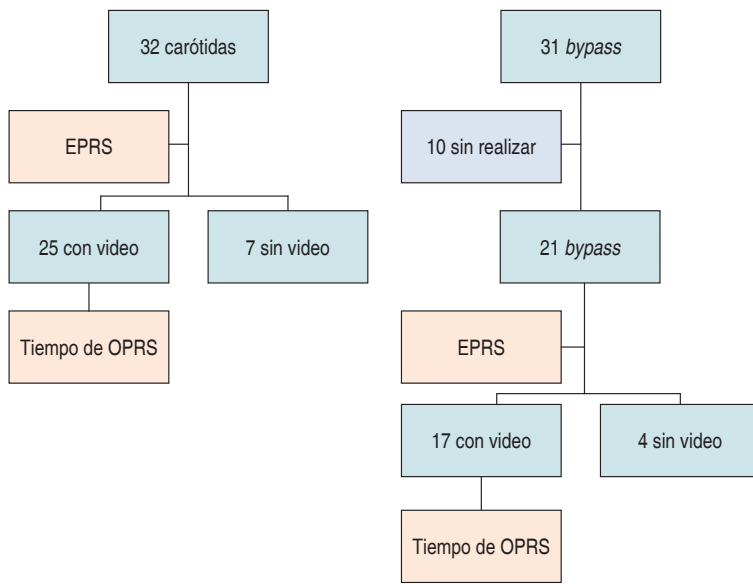 32 carótidas
EPRS
25 con video
7 sin video
Tiempo de OPRS
31 bypass
10 sin realizar
21 bypass
EPRS
17 con video
4 sin video
Tiempo de OPRS